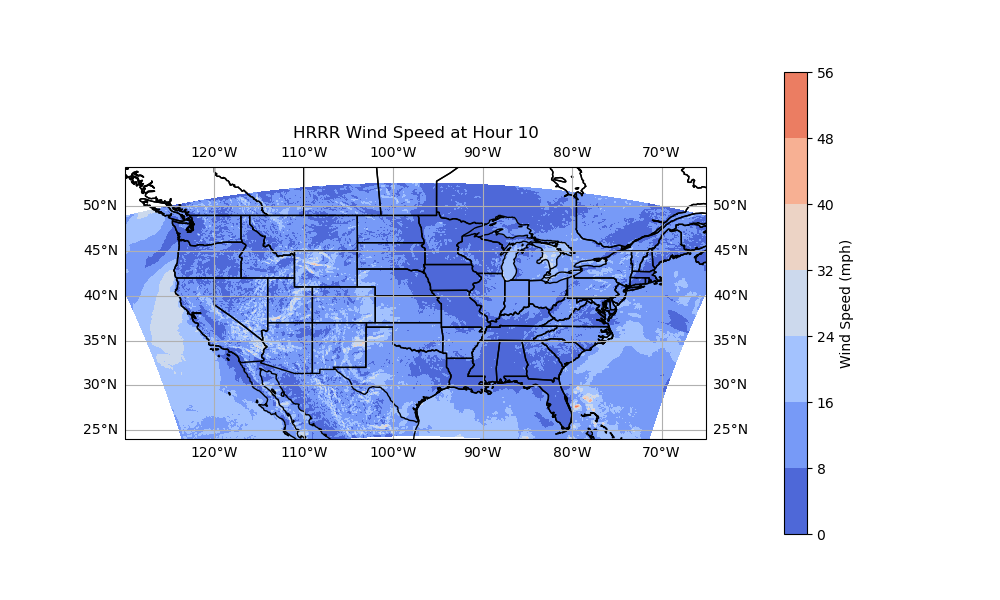 HRRR Wind Speed at Hour 10
120°W 110°W 100°W 90°W 80°W 70°W
50°N 50°N
45°N 45°N
40°N 40°N
35°N 35°N
30°N 30°N
25°N 25°N
120°W 110°W 100°W 90°W 80°W 70°W
56
48
40
32
24
16
8
0
Wind Speed (mph)